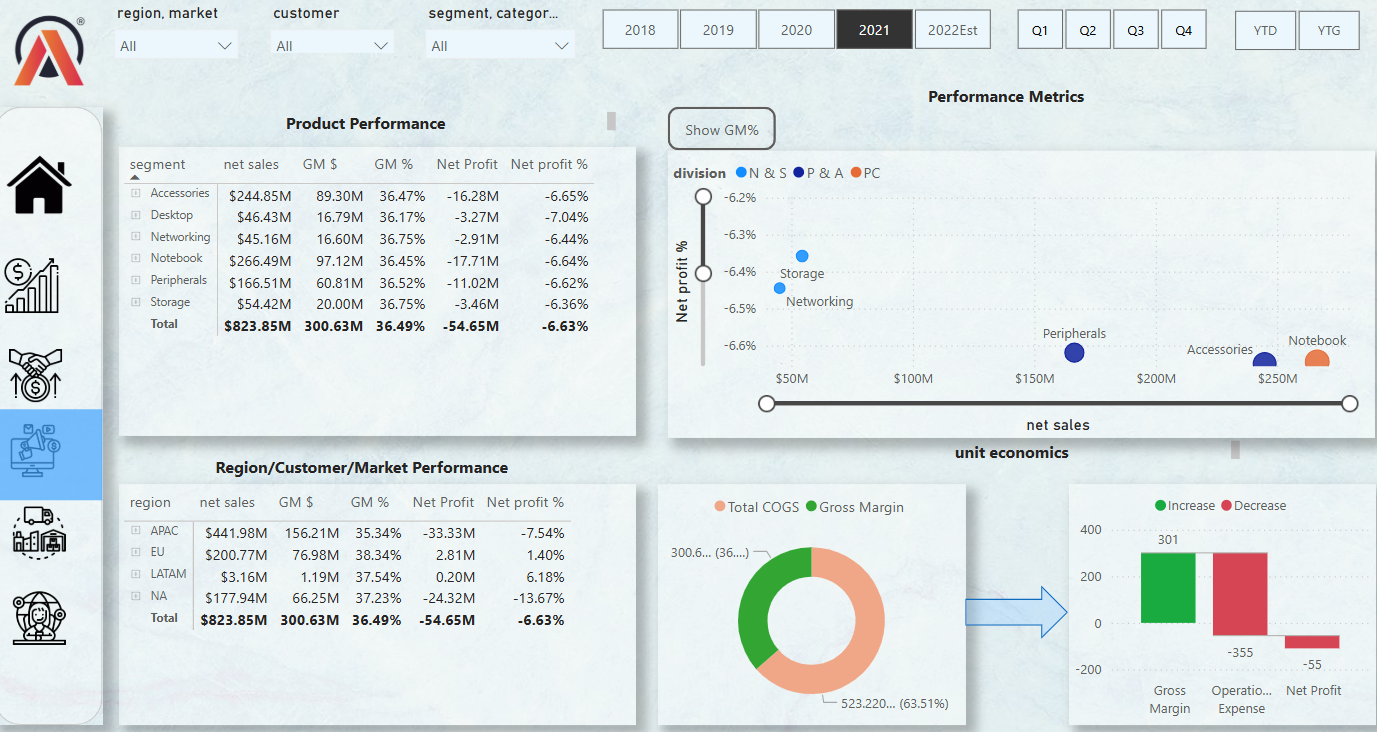 region, market
customer
segment, categor...
All
All
All
2018
2019
2020
2021
2022Est
Q1
Q2
Q3
Q4
YTD
YTG
®
Product Performance
segment net sales GM $ GM % Net Profit Net profit %
Accessories $244.85M 89.30M 36.47% -16.28M -6.65%
Desktop $46.43M 16.79M 36.17% -3.27M -7.04%
Networking $45.16M 16.60M 36.75% -2.91M -6.44%
Notebook $266.49M 97.12M 36.45% -17.71M -6.64%
Peripherals $166.51M 60.81M 36.52% -11.02M -6.62%
Storage $54.42M 20.00M 36.75% -3.46M -6.36%
Total $823.85M 300.63M 36.49% -54.65M -6.63%
Performance Metrics
Show GM%
division N & S P & A PC
Net profit %
-6.2%
-6.3%
-6.4%
-6.5%
-6.6%
Storage
Networking
Peripherals
Accessories
Notebook
$50M $100M $150M $200M $250M
net sales
Region/Customer/Market Performance
region net sales GM $ GM % Net Profit Net profit %
APAC $441.98M 156.21M 35.34% -33.33M -7.54%
EU $200.77M 76.98M 38.34% 2.81M 1.40%
LATAM $3.16M 1.19M 37.54% 0.20M 6.18%
NA $177.94M 66.25M 37.23% -24.32M -13.67%
Total $823.85M 300.63M 36.49% -54.65M -6.63%
unit economics
Total COGS Gross Margin
300.6... (36....)
523.220... (63.51%)
Increase Decrease
400
200
0
-200
301
-355
-55
Gross
Margin
Operatio...
Expense
Net Profit